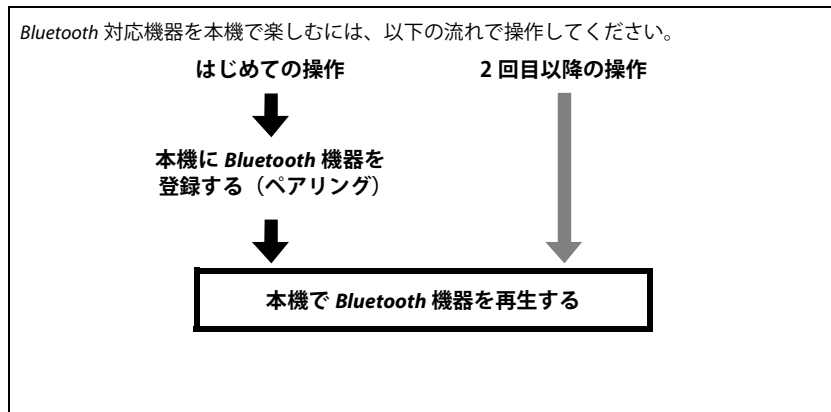 Bluetooth 対応機器を本機で楽しむには、以下の流れで操作してください。
はじめての操作
2 回目以降の操作
本機に Bluetooth 機器を
登録する（ペアリング）
本機で Bluetooth 機器を再生する